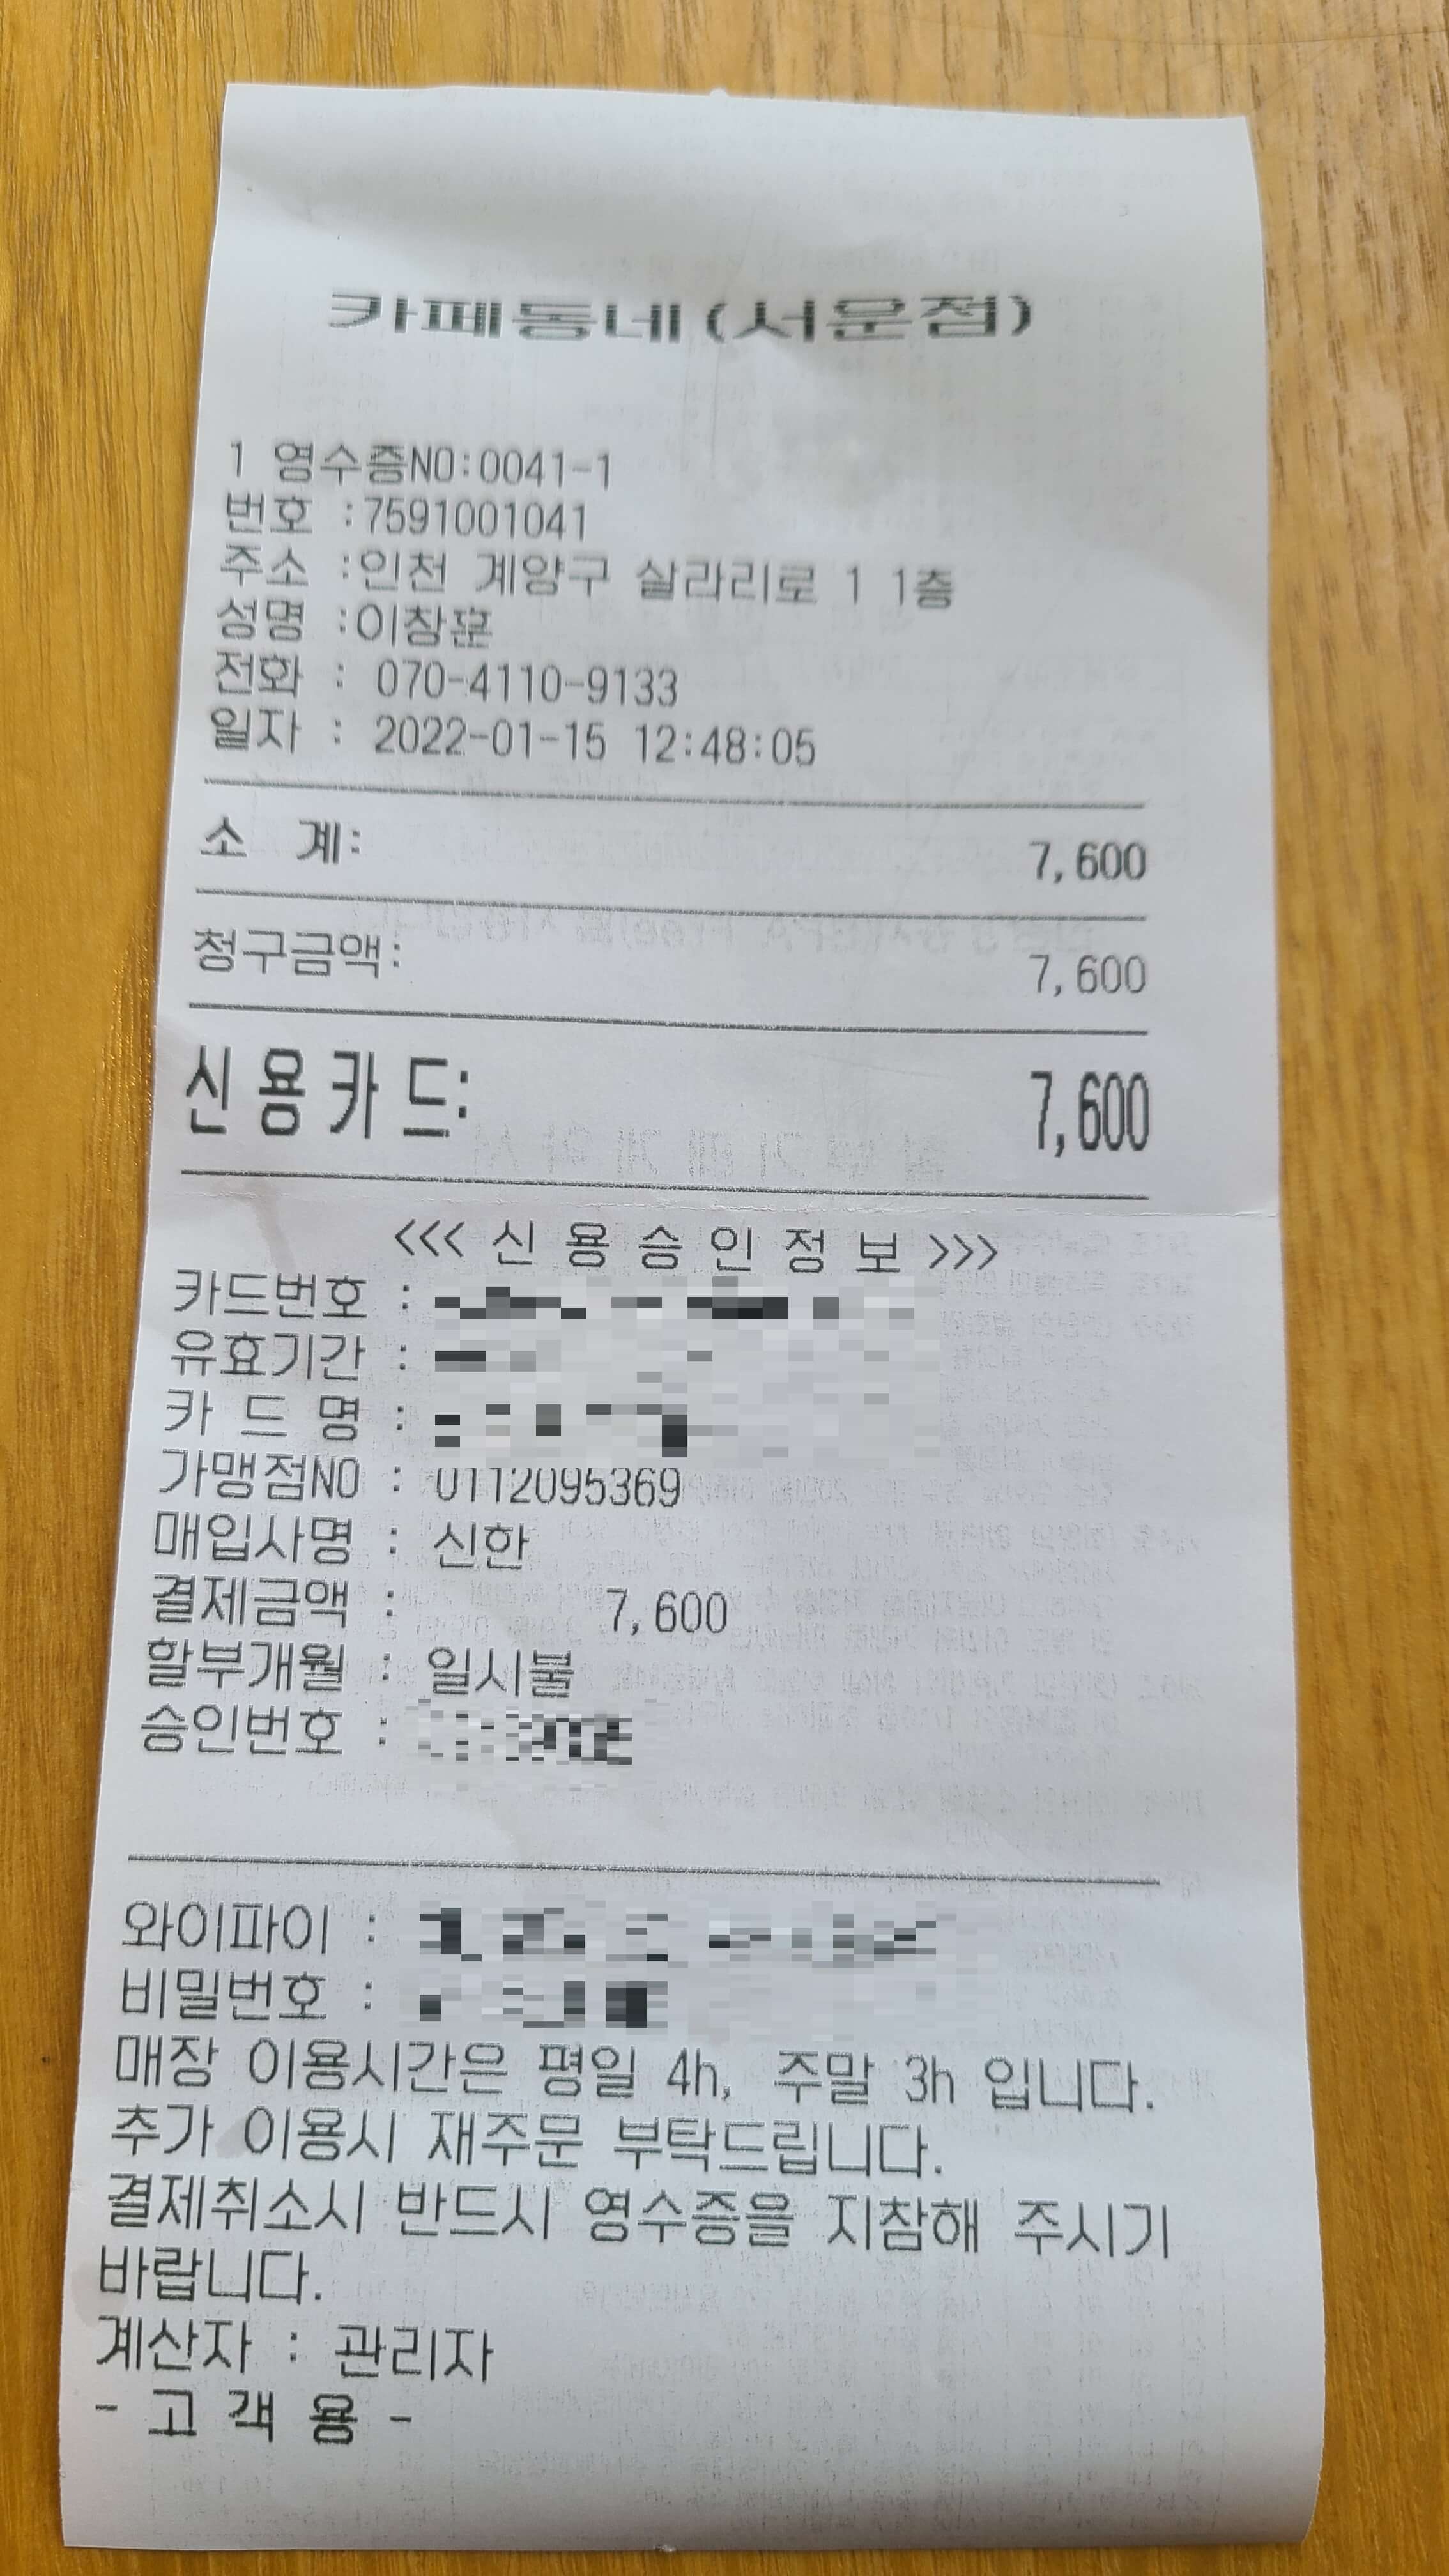 카페동네(서운점)
1 영수증NO:0041-1
번호 :7591001041
주소 :인천 계양구 살라리로 1 1층
성명 :이창훈
전화 : 070-4110-9133
일자 : 2022-01-15 12:48:05
소 계: 7,600
청구금액: 7,600
신용카드: 7,600
<<< 신 용 승 인 정 보 >>>
카드번호 :
유효기간 :
카 드 명 :
가맹점NO : 0112095369
매입사명 : 신한
결제금액 : 7,600
할부개월 : 일시불
승인번호 :
와이파이 :
비밀번호 :
매장 이용시간은 평일 4h, 주말 3h 입니다.
추가 이용시 재주문 부탁드립니다.
결제취소시 반드시 영수증을 지참해 주시기
바랍니다.
계산자 : 관리자
- 고 객 용 -